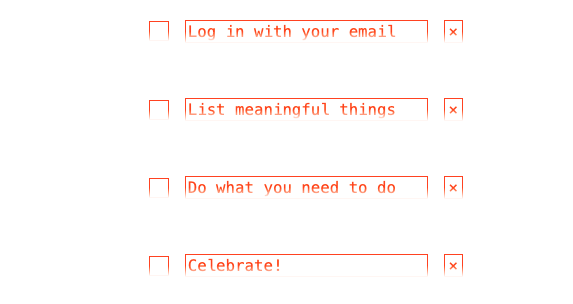 Log in with your email ×
List meaningful things ×
Do what you need to do ×
Celebrate! ×